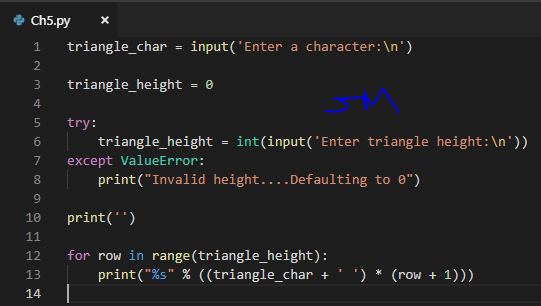 Ch5.py ×
1 triangle_char = input('Enter a character:\n')
2
3 triangle_height = 0
4
5 try:
6     triangle_height = int(input('Enter triangle height:\n'))
7 except ValueError:
8     print("Invalid height....Defaulting to 0")
9
10 print('')
11
12 for row in range(triangle_height):
13     print("%s" % ((triangle_char + ' ') * (row + 1)))
14